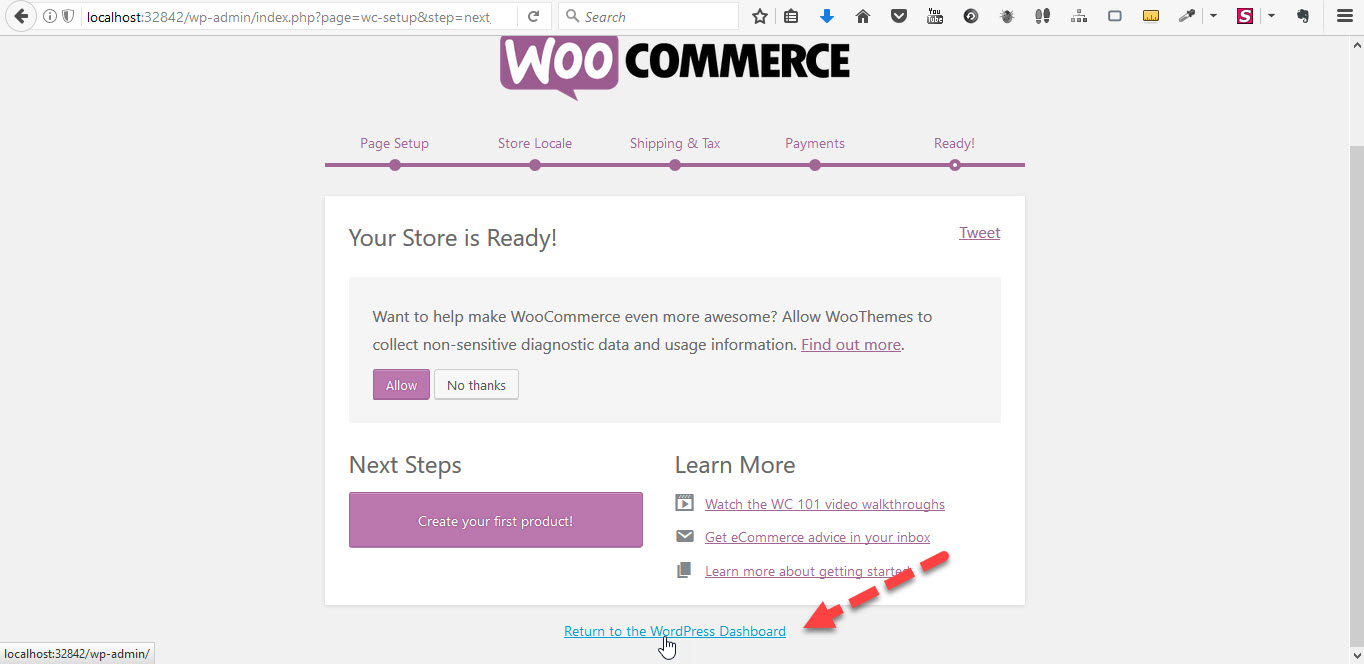 localhost:32842/wp-admin/index.php?page=wc-setup&step=next_
Search
You
Tube
S
WOO COMMERCE
Page Setup
Store Locale
Shipping & Tax
Payments
Ready!
Your Store is Ready!
Tweet
Want to help make WooCommerce even more awesome? Allow WooThemes to
collect non-sensitive diagnostic data and usage information. Find out more.
Allow
No thanks
Next Steps
Create your first product!
Learn More
Watch the WC 101 video walkthroughs
Get eCommerce advice in your inbox
Learn more about getting started
Return to the WordPress Dashboard
localhost:32842/wp-admin/